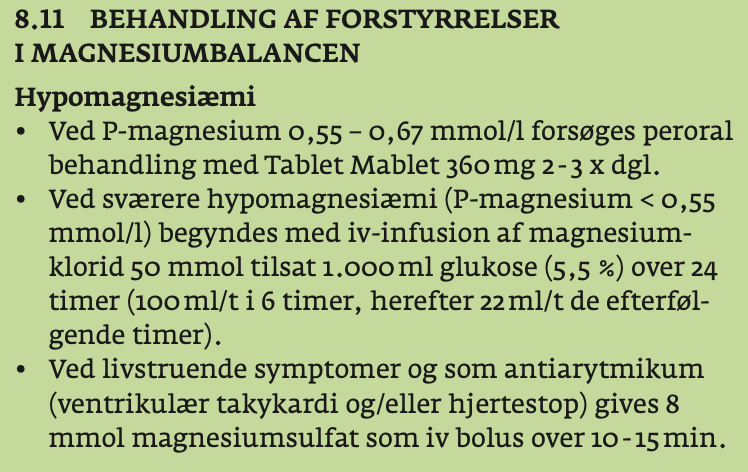 8.11 BEHANDLING AF FORSTYRRELSER
I MAGNESIUMBALANCEN
Hypomagnesiæmi
• Ved P-magnesium 0,55 – 0,67 mmol/l forsøges peroral
behandling med Tablet Mablet 360 mg 2-3 x dgl.
• Ved sværere hypomagnesiæmi (P-magnesium < 0,55
mmol/l) begyndes med iv-infusion af magnesium-
klorid 50 mmol tilsat 1.000 ml glukose (5,5 %) over 24
timer (100 ml/t i 6 timer, herefter 22 ml/t de efterføl-
gende timer).
• Ved livstruende symptomer og som antiarytmikum
(ventrikulær takykardi og/eller hjertestop) gives 8
mmol magnesiumsulfat som iv bolus over 10-15 min.